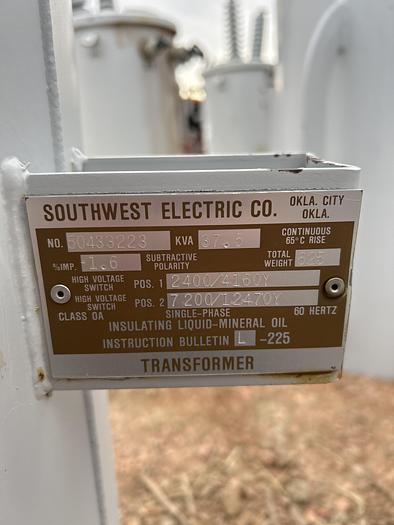 SOUTHWEST ELECTRIC CO. OKLA. CITY OKLA.
NO. 50433223 KVA 37.5 CONTINUOUS 65°C RISE
%IMP. 1.6 SUBTRACTIVE POLARITY TOTAL WEIGHT 825
HIGH VOLTAGE SWITCH POS. 1 2400/4160Y
HIGH VOLTAGE SWITCH POS. 2 7200/12470Y
CLASS OA SINGLE-PHASE 60 HERTZ
INSULATING LIQUID-MINERAL OIL
INSTRUCTION BULLETIN L -225
TRANSFORMER